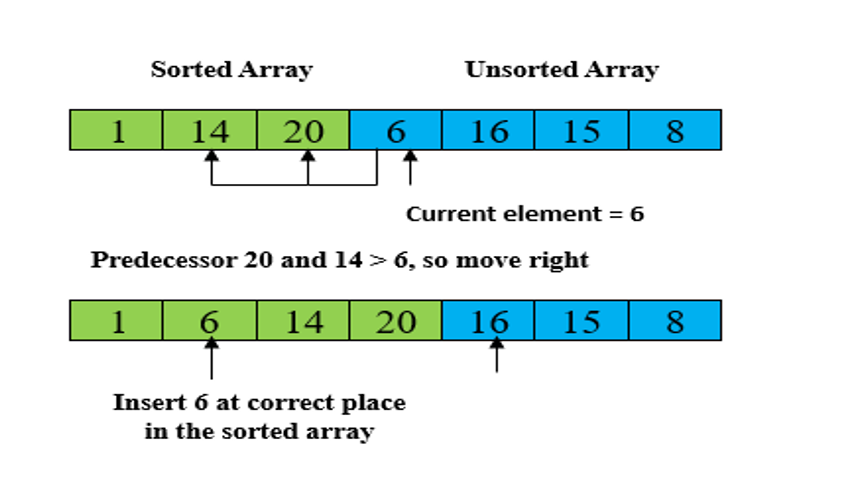 Sorted Array Unsorted Array
1 14 20 6 16 15 8
Current element = 6
Predecessor 20 and 14 > 6, so move right
1 6 14 20 16 15 8
Insert 6 at correct place
in the sorted array